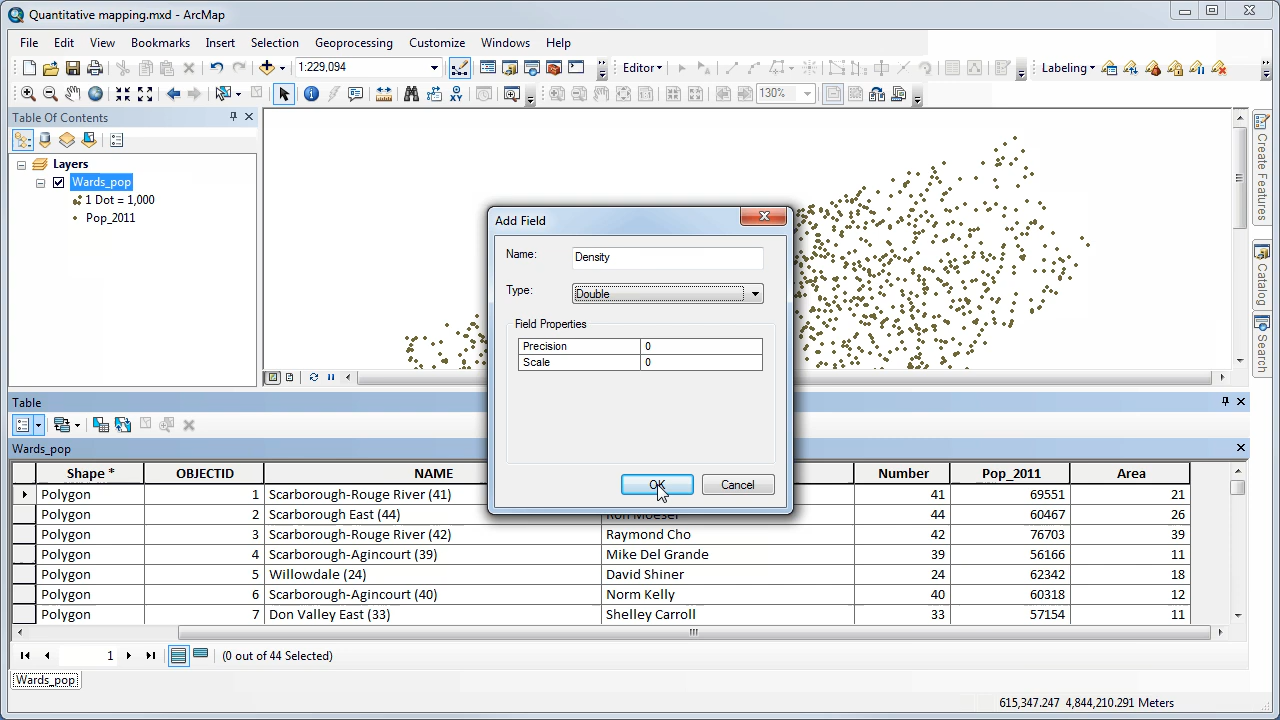 Quantitative mapping.mxd - ArcMap
File Edit View Bookmarks Insert Selection Geoprocessing Customize Windows Help
1:229,094 Editor Labeling
130%
Table Of Contents
Layers
Wards_pop
1 Dot = 1,000
Pop_2011
Create Features
Catalog
Search
Add Field
Name: Density
Type: Double
Field Properties
Precision 0
Scale 0
OK Cancel
Table
Wards_pop
Shape * OBJECTID NAME Number Pop_2011 Area
Polygon 1 Scarborough-Rouge River (41) 41 69551 21
Polygon 2 Scarborough East (44) Ron Moeser 44 60467 26
Polygon 3 Scarborough-Rouge River (42) Raymond Cho 42 76703 39
Polygon 4 Scarborough-Agincourt (39) Mike Del Grande 39 56166 11
Polygon 5 Willowdale (24) David Shiner 24 62342 18
Polygon 6 Scarborough-Agincourt (40) Norm Kelly 40 60318 12
Polygon 7 Don Valley East (33) Shelley Carroll 33 57154 11
1 (0 out of 44 Selected)
Wards_pop
615,347.247 4,844,210.291 Meters